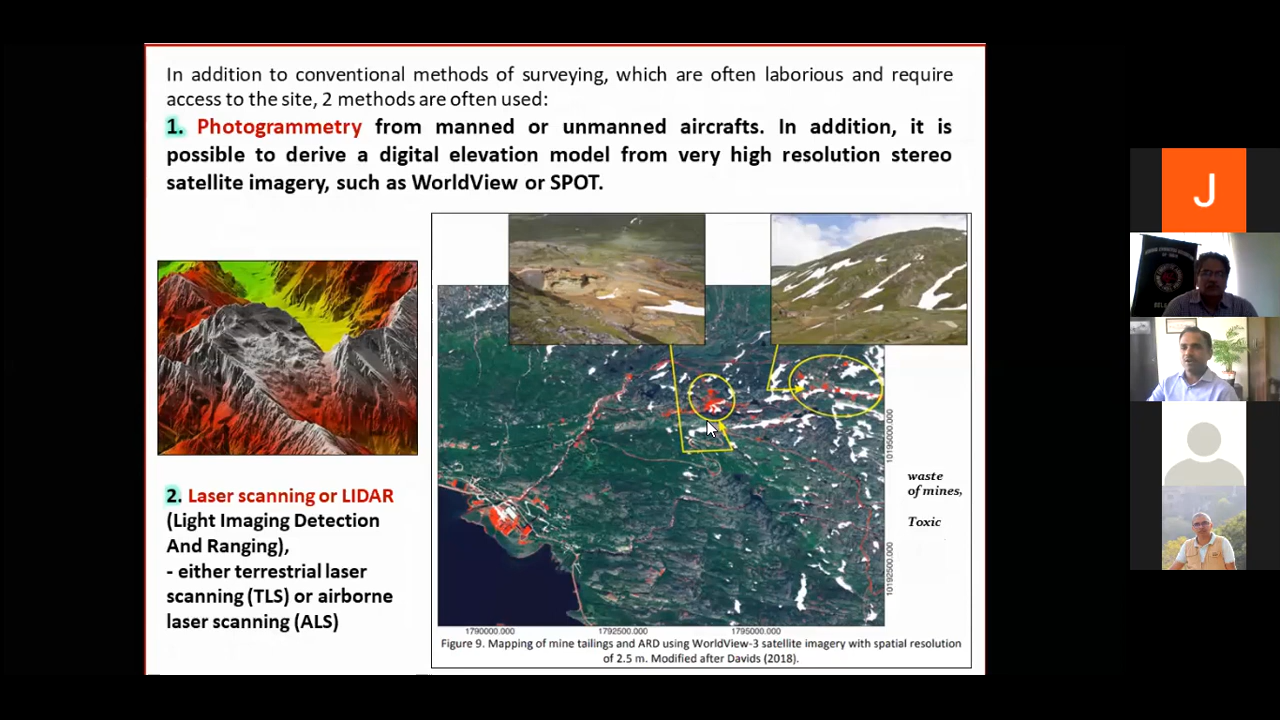 In addition to conventional methods of surveying, which are often laborious and require
access to the site, 2 methods are often used:
1. Photogrammetry from manned or unmanned aircrafts. In addition, it is
possible to derive a digital elevation model from very high resolution stereo
satellite imagery, such as WorldView or SPOT.
2. Laser scanning or LIDAR
(Light Imaging Detection
And Ranging),
- either terrestrial laser
scanning (TLS) or airborne
laser scanning (ALS)
10195000.000
10192500.000
waste
of mines,
Toxic
1790000.000 1792500.000 1795000.000
Figure 9. Mapping of mine tailings and ARD using WorldView-3 satellite imagery with spatial resolution
of 2.5 m. Modified after Davids (2018).
J